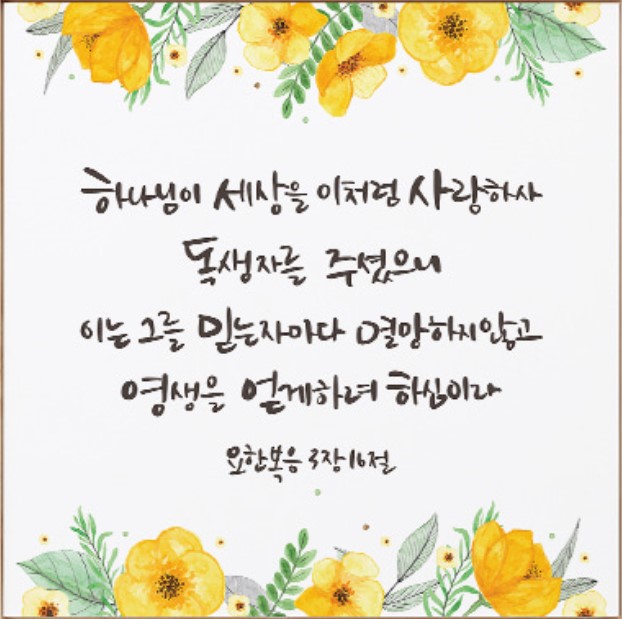 하나님이 세상을 이처럼 사랑하사
독생자를 주셨으니
이는 그를 믿는자마다 멸망하지않고
영생을 얻게하려 하심이라
요한복음 3장16절